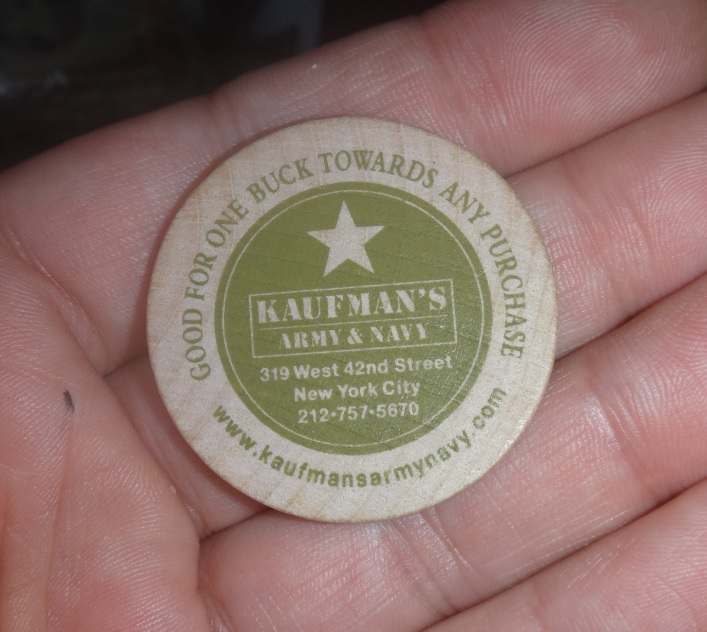 GOOD FOR ONE BUCK TOWARDS ANY PURCHASE
KAUFMAN'S
ARMY & NAVY
319 West 42nd Street
New York City
212•757•5670
www.kaufmansarmynavy.com